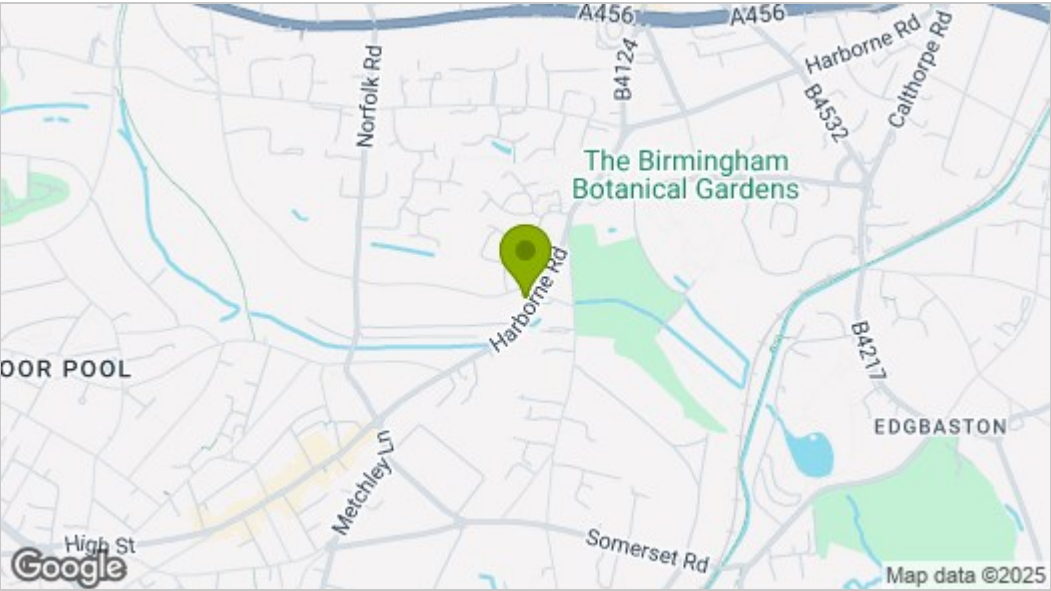 A456
A456
Harborne Rd
Calthorpe Rd
Norfolk Rd
B4124
B4532
The Birmingham
Botanical Gardens
Harborne Rd
B4217
OOR POOL
EDGBASTON
Metchley Ln
High St
Somerset Rd
Google
Map data ©2025